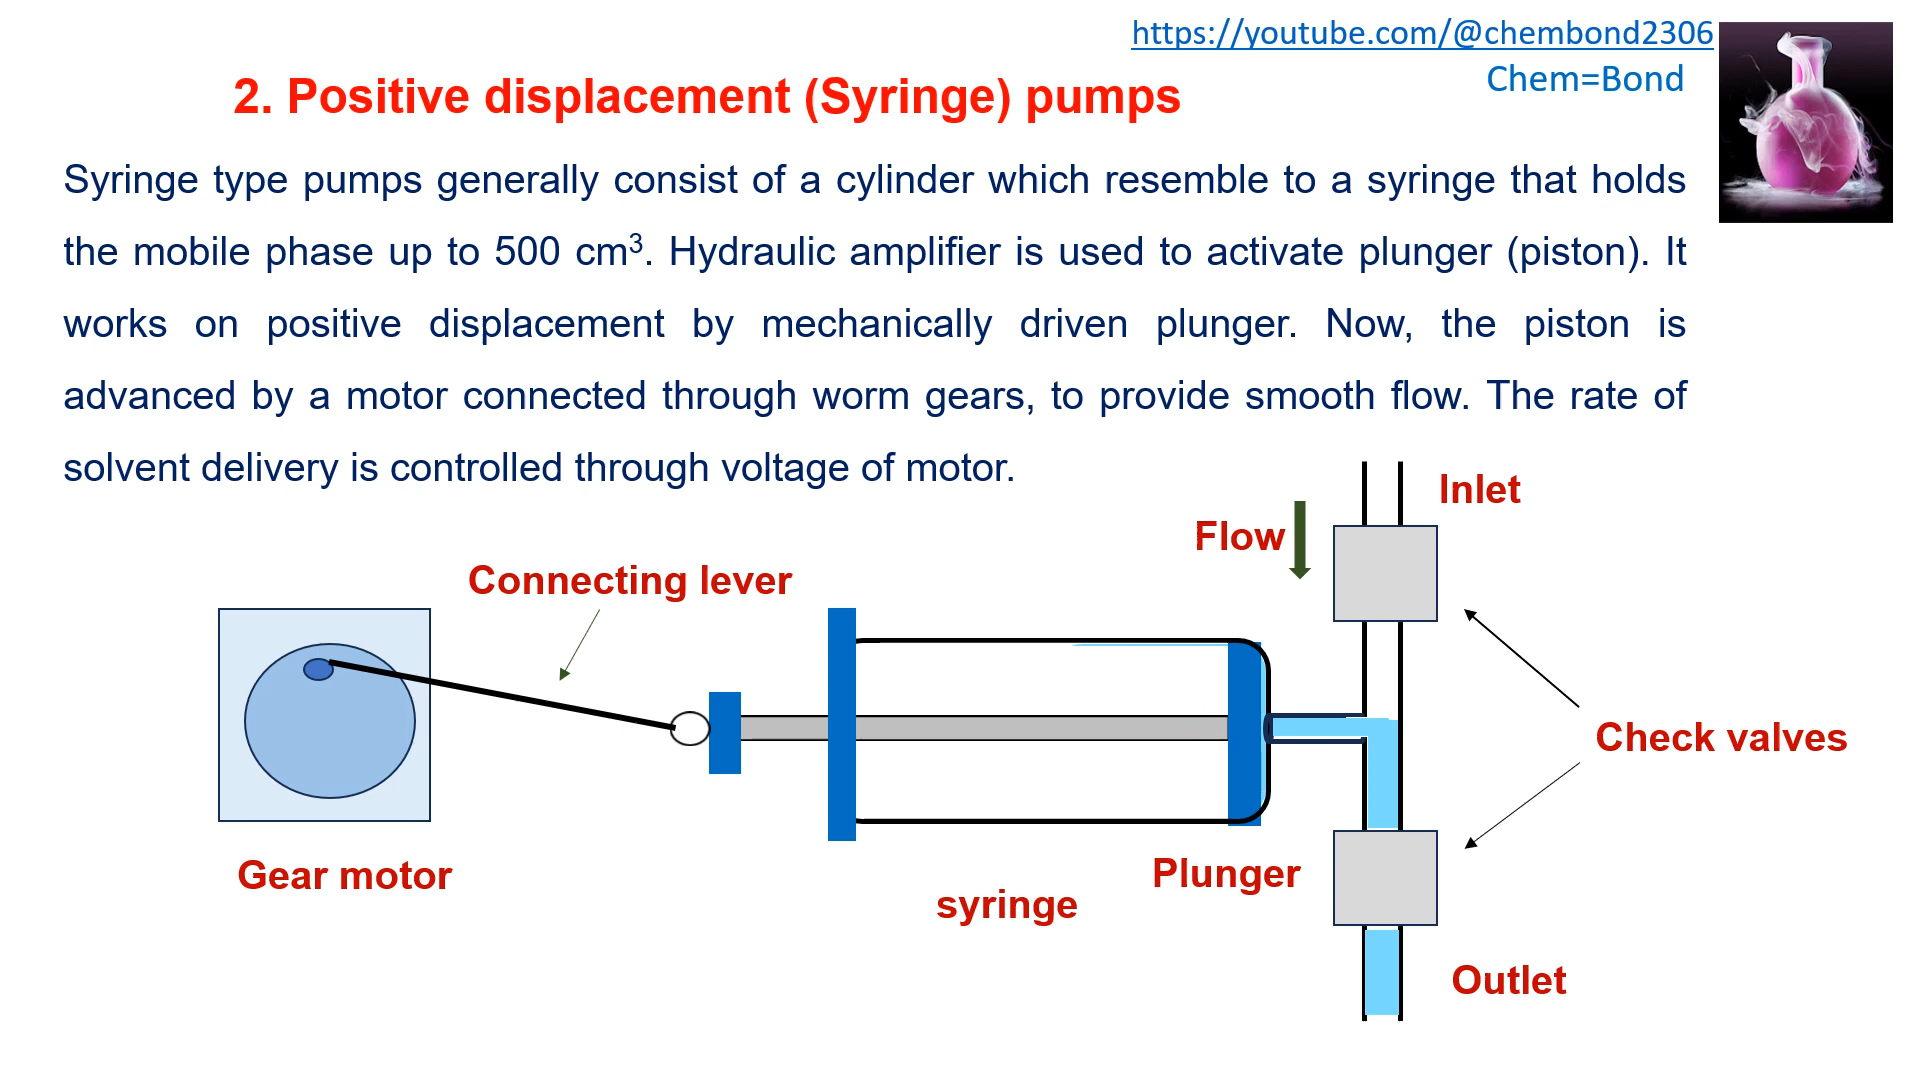 https://youtube.com/@chembond2306
Chem=Bond
2. Positive displacement (Syringe) pumps
Syringe type pumps generally consist of a cylinder which resemble to a syringe that holds
the mobile phase up to 500 cm³. Hydraulic amplifier is used to activate plunger (piston). It
works on positive displacement by mechanically driven plunger. Now, the piston is
advanced by a motor connected through worm gears, to provide smooth flow. The rate of
solvent delivery is controlled through voltage of motor.
Inlet
Flow
Connecting lever
Check valves
Gear motor
Plunger
syringe
Outlet